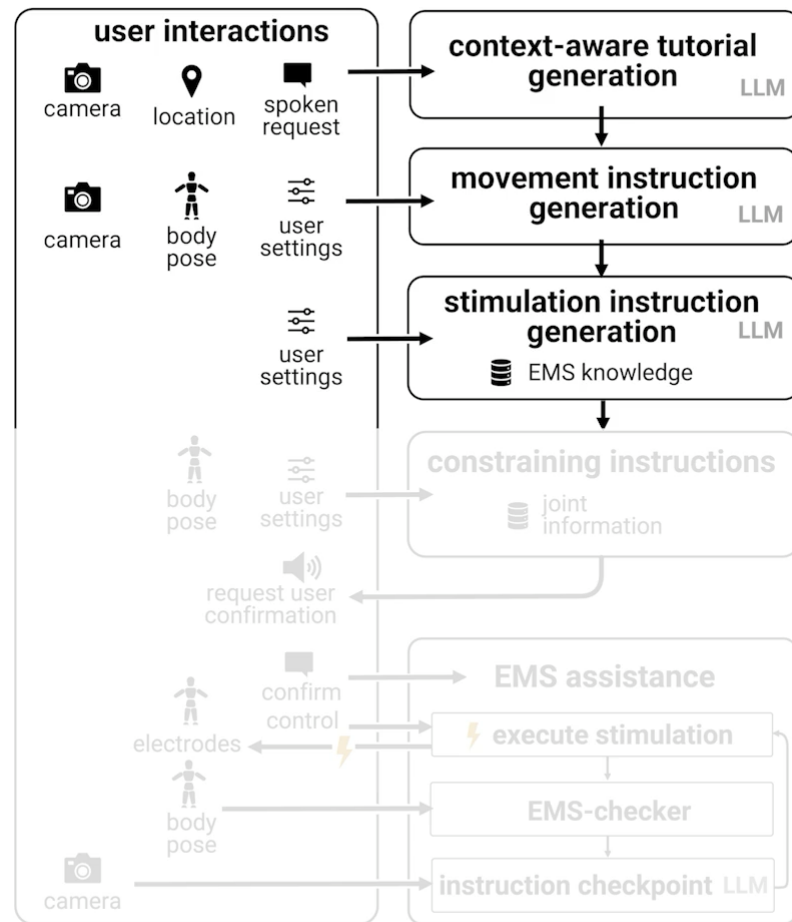 user interactions
camera
location
spoken
request
context-aware tutorial
generation
LLM
camera
body
pose
user
settings
movement instruction
generation
LLM
user
settings
stimulation instruction
generation
LLM
EMS knowledge
body
pose
user
settings
constraining instructions
joint
information
request user
confirmation
confirm
EMS assistance
control
electrodes
execute stimulation
body
pose
EMS-checker
camera
instruction checkpoint LLM